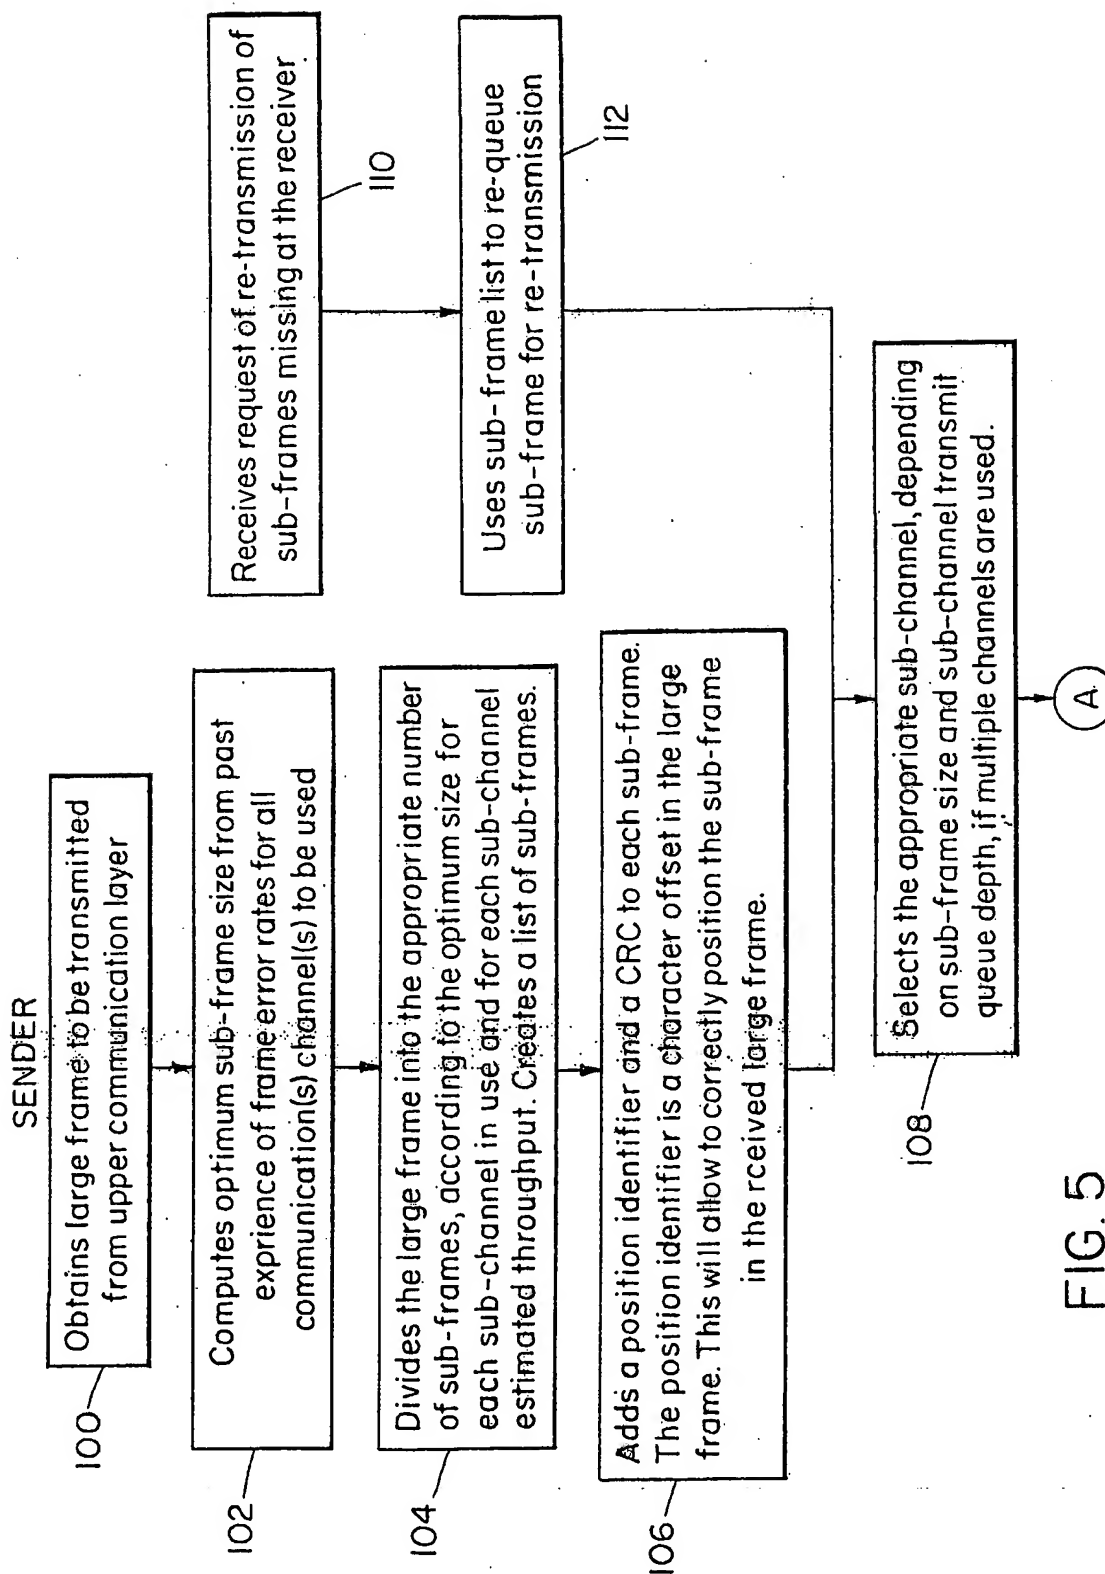 SENDER
Obtains large frame to be transmitted
from upper communication layer
100
Computes optimum sub-frame size from past
exprience of frame error rates for all
communication(s) channel(s) to be used
102
Divides the large frame into the appropriate number
of sub-frames, according to the optimum size for
each sub-channel in use and for each sub-channel
estimated throughput. Creates a list of sub-frames.
104
Adds a position identifier and a CRC to each sub-frame.
The position identifier is a character offset in the large
frame. This will allow to correctly position the sub-frame
in the rceived large frame.
106
Receives request of re-transmission of
sub-frames missing at the receiver
110
Uses sub-frame list to re-queue
sub-frame for re-transmission
112
Selects the appropriate sub-channel, depending
on sub-frame size and sub-channel transmit
queue depth, if multiple channels are used.
108
A
FIG. 5